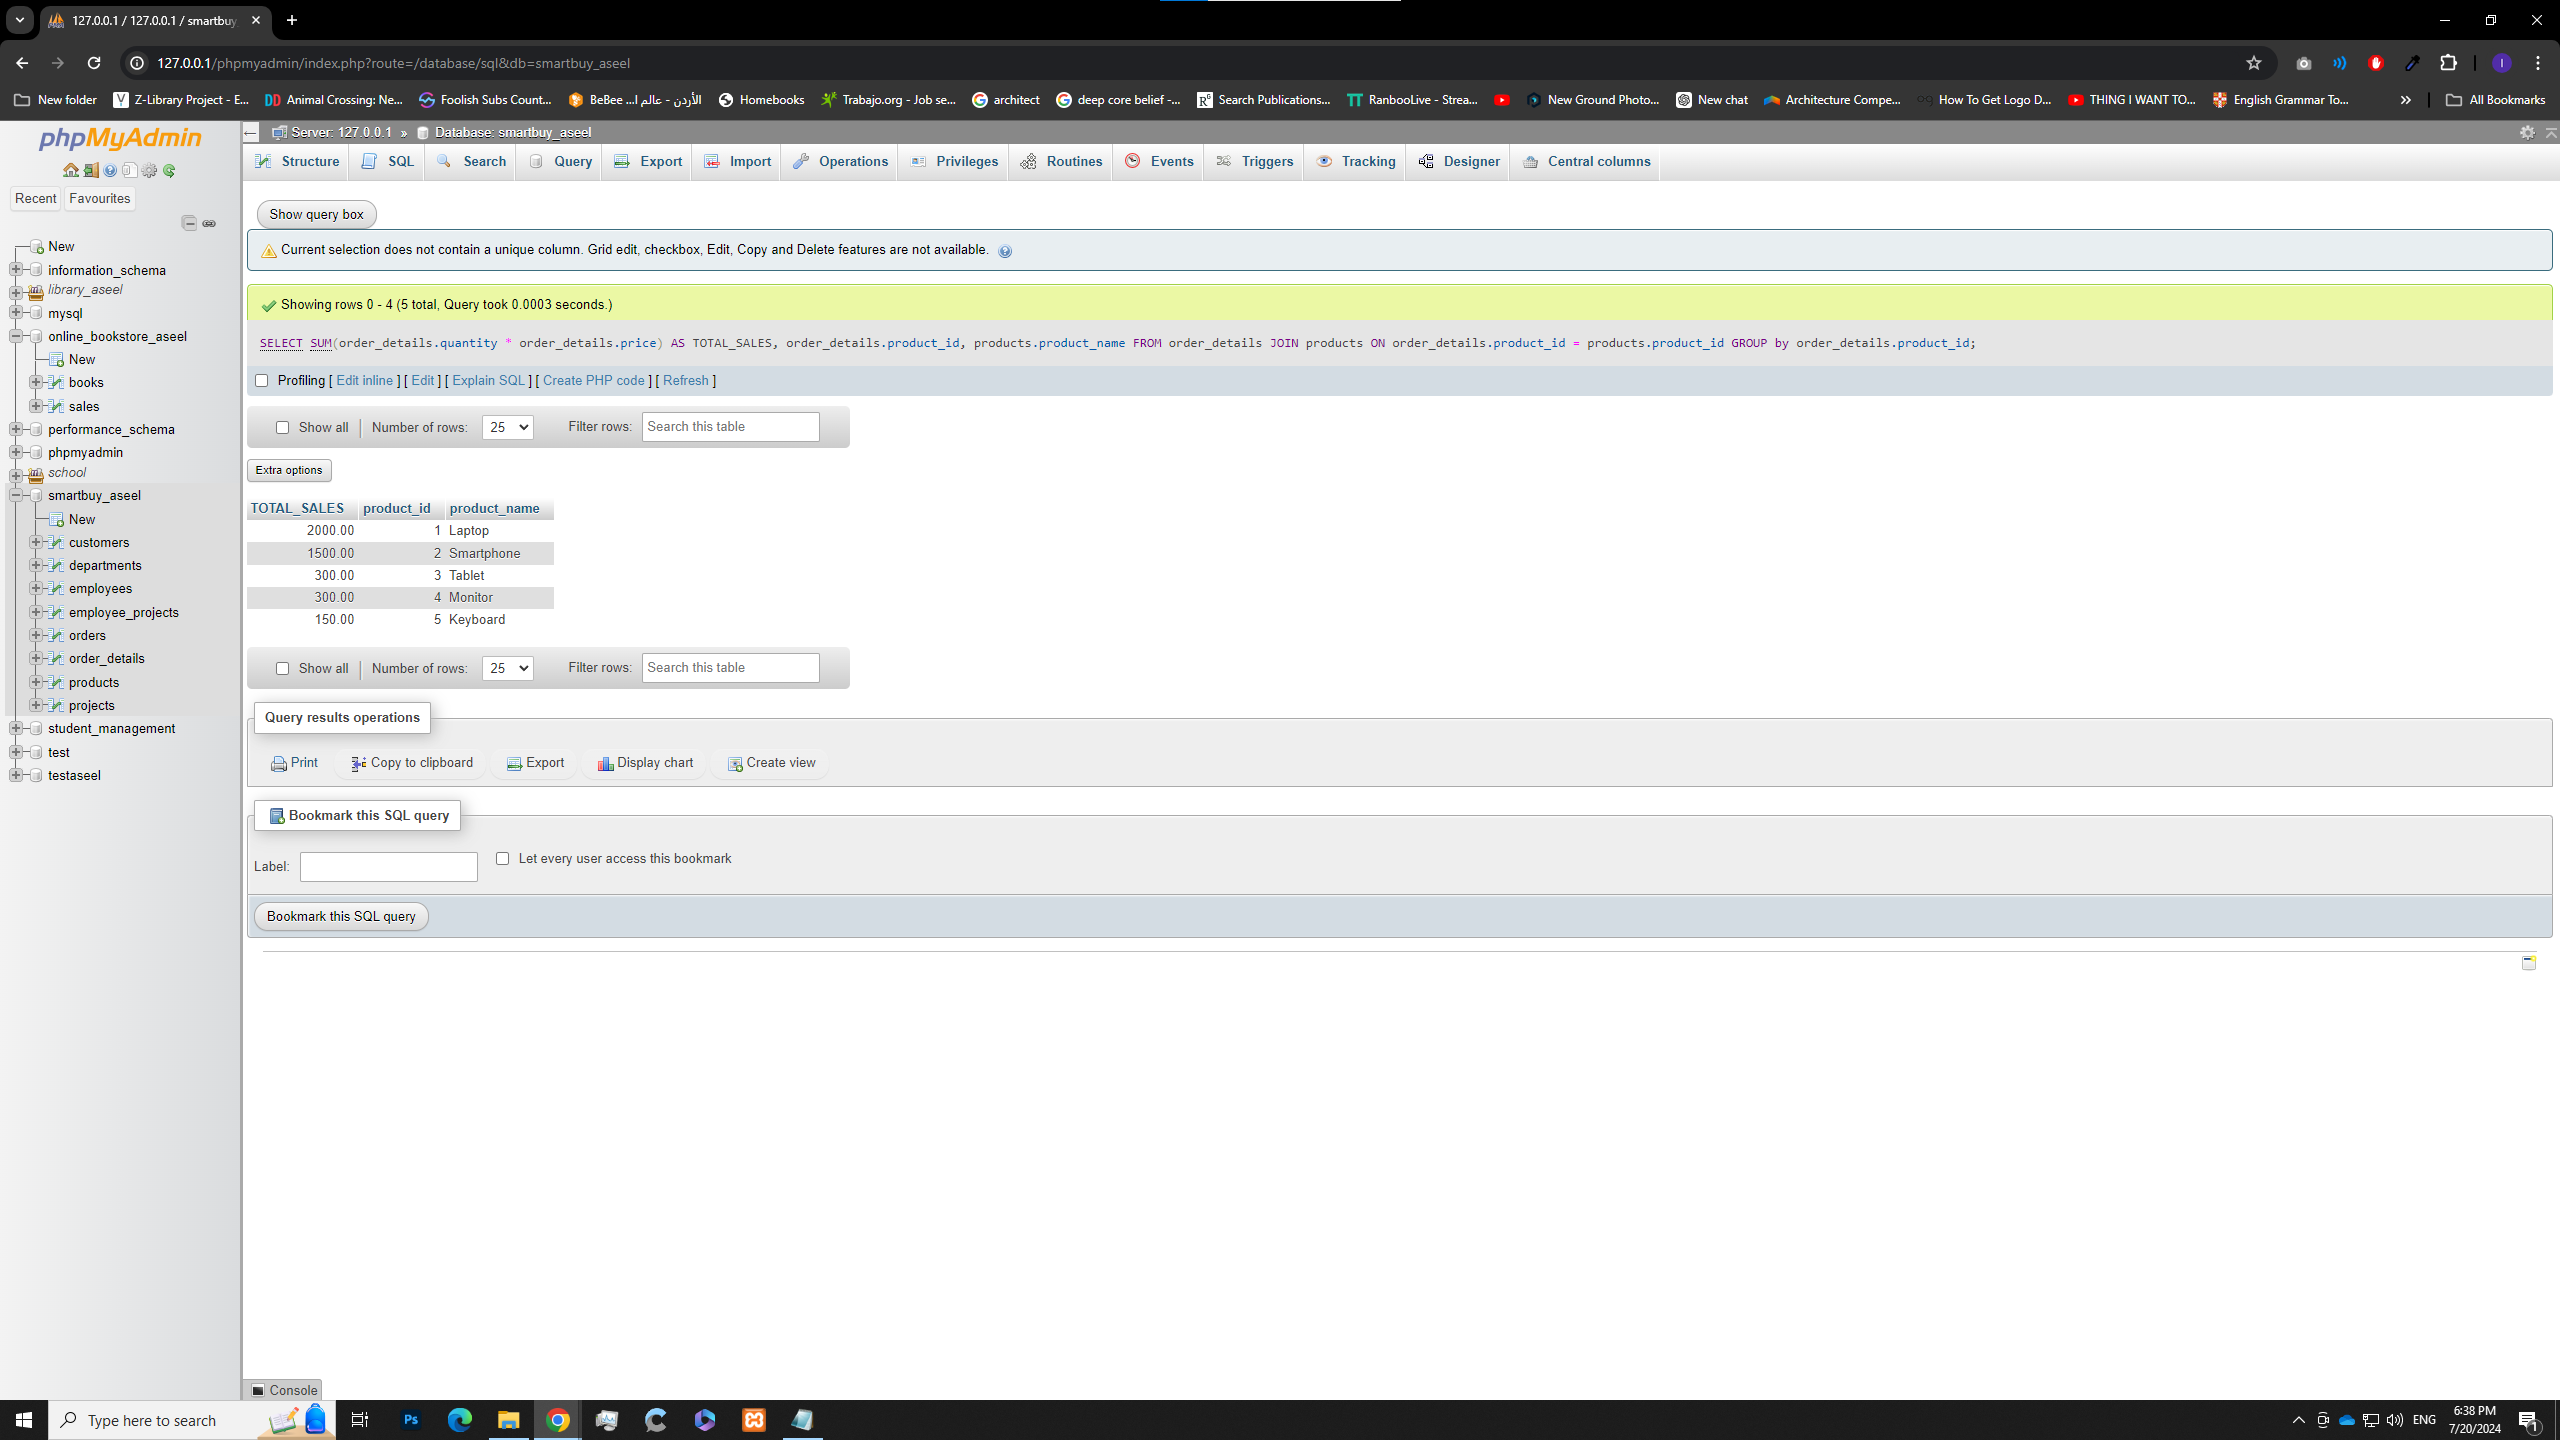 127.0.0.1 / 127.0.0.1 / smartbuy
127.0.0.1/phpmyadmin/index.php?route=/database/sql&db=smartbuy_aseel
New folder
Z-Library Project - E...
Animal Crossing: Ne...
Foolish Subs Count...
BeBee الأردن - عالم ا...
Homebooks
Trabajo.org - Job se...
architect
deep core belief -...
Search Publications...
RanbooLive - Strea...
New Ground Photo...
New chat
Architecture Compe...
How To Get Logo D...
THING I WANT TO...
English Grammar To...
All Bookmarks
phpMyAdmin
Recent Favourites
New
information_schema
library_aseel
mysql
online_bookstore_aseel
New
books
sales
performance_schema
phpmyadmin
school
smartbuy_aseel
New
customers
departments
employees
employee_projects
orders
order_details
products
projects
student_management
test
testaseel
Server: 127.0.0.1 » Database: smartbuy_aseel
Structure SQL Search Query Export Import Operations Privileges Routines Events Triggers Tracking Designer Central columns
Show query box
Current selection does not contain a unique column. Grid edit, checkbox, Edit, Copy and Delete features are not available.
Showing rows 0 - 4 (5 total, Query took 0.0003 seconds.)
SELECT SUM(order_details.quantity * order_details.price) AS TOTAL_SALES, order_details.product_id, products.product_name FROM order_details JOIN products ON order_details.product_id = products.product_id GROUP by order_details.product_id;
Profiling [ Edit inline ] [ Edit ] [ Explain SQL ] [ Create PHP code ] [ Refresh ]
Show all | Number of rows: 25 Filter rows: Search this table
Extra options
TOTAL_SALES product_id product_name
2000.00 1 Laptop
1500.00 2 Smartphone
300.00 3 Tablet
300.00 4 Monitor
150.00 5 Keyboard
Show all | Number of rows: 25 Filter rows: Search this table
Query results operations
Print Copy to clipboard Export Display chart Create view
Bookmark this SQL query
Label: Let every user access this bookmark
Bookmark this SQL query
Console
Type here to search
Ps
ENG
6:38 PM
7/20/2024
1